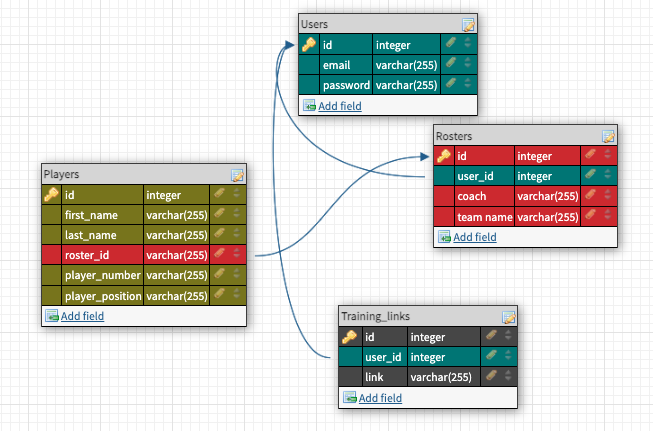 Users
id integer
email varchar(255)
password varchar(255)
Add field
Rosters
id integer
user_id integer
coach varchar(255)
team name varchar(255)
Add field
Players
id integer
first_name varchar(255)
last_name varchar(255)
roster_id varchar(255)
player_number varchar(255)
player_position varchar(255)
Add field
Training_links
id integer
user_id integer
link varchar(255)
Add field